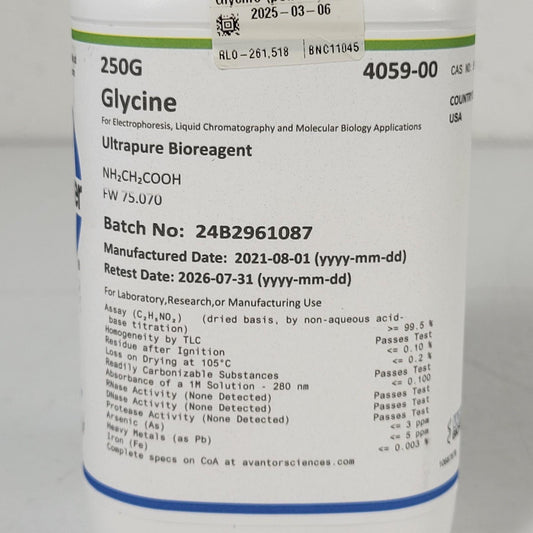 2025-03-06
RL0-261,518 BNC11045
250G
4059-00
CAS NO.
Glycine
USA
For Electrophoresis, Liquid Chromatography and Molecular Biology Applications
Ultrapure Bioreagent
NH₂CH₂COOH
FW 75.070
Batch No: 24B2961087
Manufactured Date: 2021-08-01 (yyyy-mm-dd)
Retest Date: 2026-07-31 (yyyy-mm-dd)
For Laboratory,Research,or Manufacturing Use
Assay (C₂H₅NO₂) (dried basis, by non-aqueous acid-
base titration) >= 99.5 %
Homogeneity by TLC Passes Test
Residue after Ignition <= 0.10 %
Loss on Drying at 105°C <= 0.2 %
Readily Carbonizable Substances Passes Test
Absorbance of a 1M Solution - 280 nm <= 0.100
RNase Activity (None Detected) Passes Test
DNase Activity (None Detected) Passes Test
Protease Activity (None Detected) Passes Test
Arsenic (As) <= 3 ppm
Heavy Metals (as Pb) <= 5 ppm
Iron (Fe) <= 0.003 %
Complete specs on CoA at avantorsciences.com